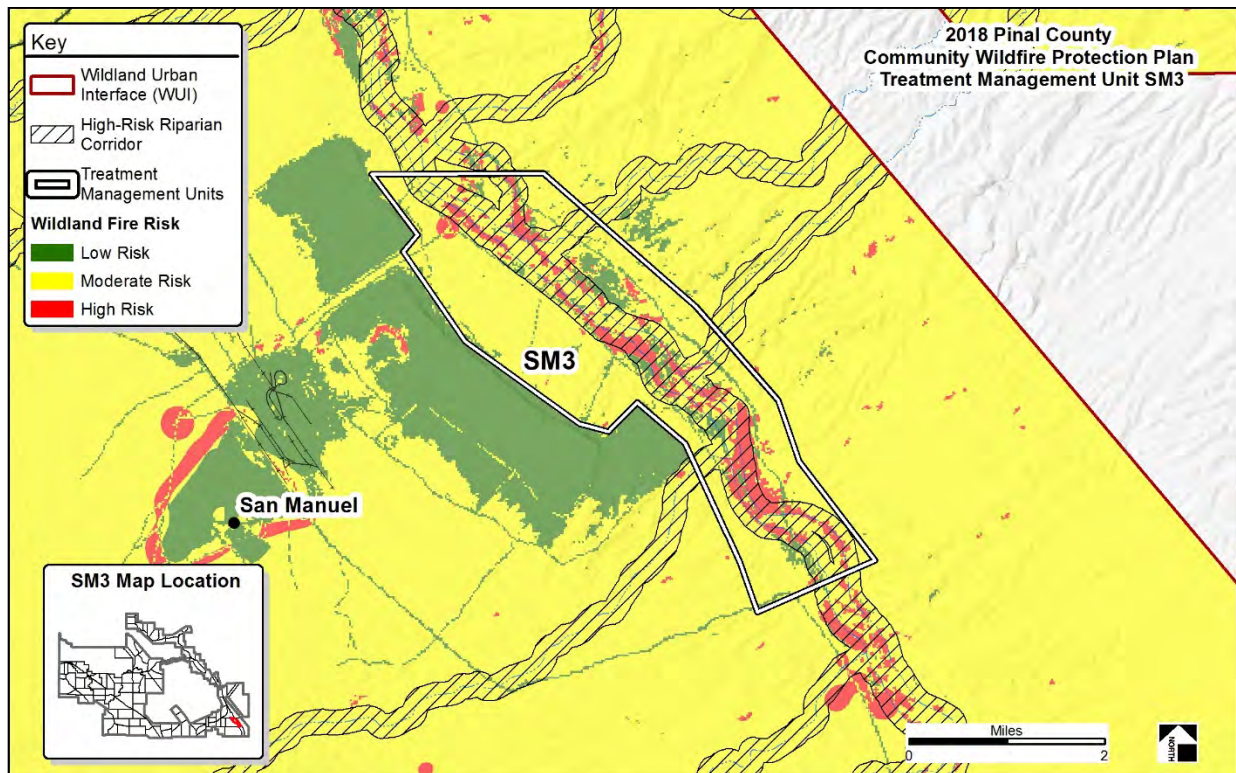 Key
Wildland Urban
Interface (WUI)
High-Risk Riparian
Corridor
Treatment
Management Units
Wildland Fire Risk
Low Risk
Moderate Risk
High Risk
2018 Pinal County
Community Wildfire Protection Plan
Treatment Management Unit SM3
SM3
San Manuel
SM3 Map Location
Miles
0
2
NORTH